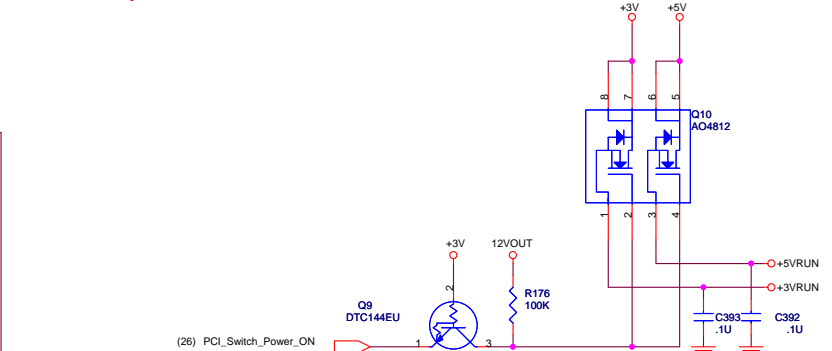 +3V
+5V
8
7
6
5
Q10
AO4812
1
2
3
4
+5VRUN
+3VRUN
+3V
12VOUT
2
R176
100K
Q9
DTC144EU
C393
.1U
C392
.1U
(26) PCI_Switch_Power_ON
1
3